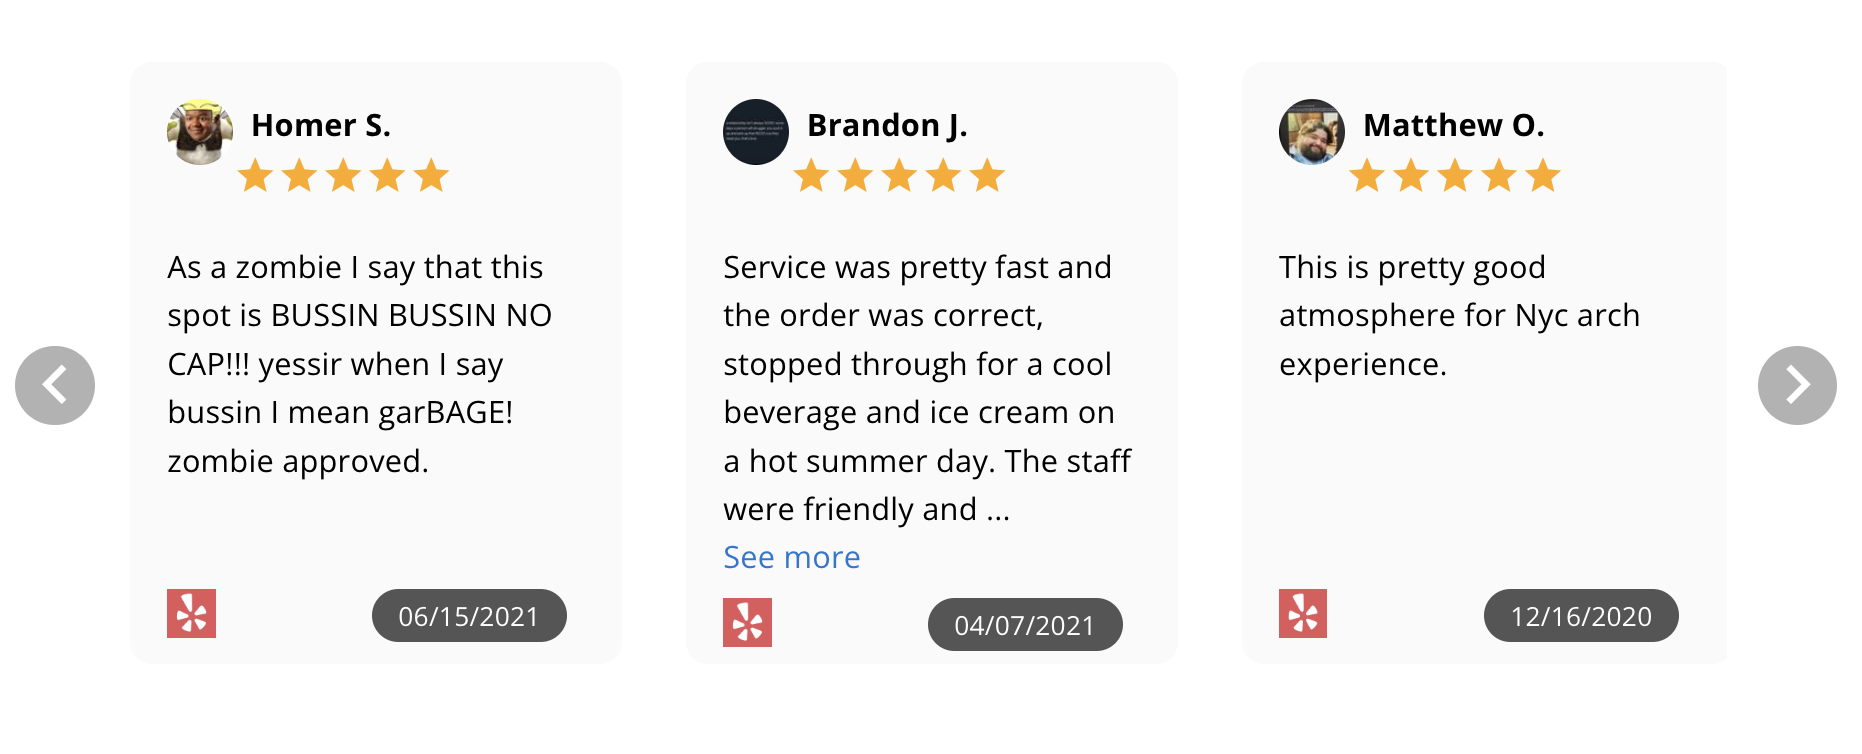 Homer S.
As a zombie I say that this
spot is BUSSIN BUSSIN NO
CAP!!! yessir when I say
bussin I mean garBAGE!
zombie approved.
06/15/2021
Brandon J.
Service was pretty fast and
the order was correct,
stopped through for a cool
beverage and ice cream on
a hot summer day. The staff
were friendly and ...
See more
04/07/2021
Matthew O.
This is pretty good
atmosphere for Nyc arch
experience.
12/16/2020